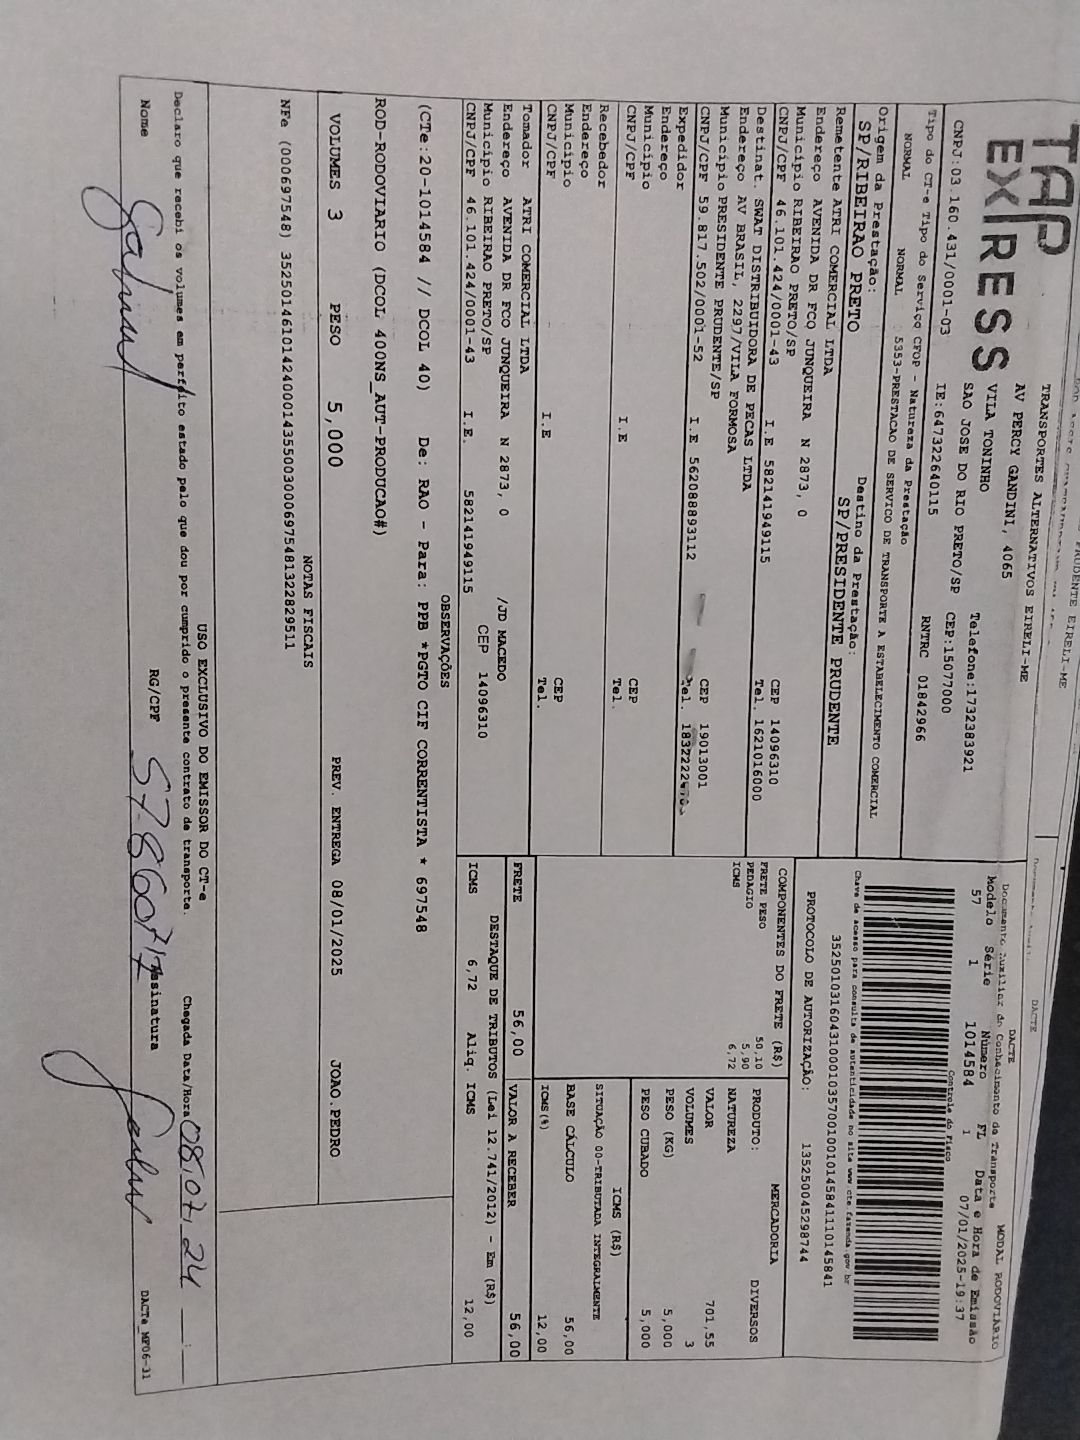 TAP
EXPRESS
TRANSPORTES ALTERNATIVOS EIRELI-ME
AV PERCY GANDINI, 4065
VILA TONINHO
Telefone:1732383921
SAO JOSE DO RIO PRETO/SP CEP:15077000
CNPJ:03.160.431/0001-03 IE:647322640115 RNTRC 01842966
Tipo do CT-e Tipo do Serviço CFOP - Natureza da Prestação
NORMAL NORMAL 5353-PRESTACAO DE SERVICO DE TRANSPORTE A ESTABELECIMENTO COMERCIAL
Origem da Prestação: Destino da Prestação:
SP/RIBEIRAO PRETO SP/PRESIDENTE PRUDENTE
Remetente ATRI COMERCIAL LTDA
Endereço AVENIDA DR FCO JUNQUEIRA N 2873, 0
Município RIBEIRAO PRETO/SP CEP 14096310
CNPJ/CPF 46.101.424/0001-43 I.E 582141949115 Tel. 1621016000
Destinat. SWAT DISTRIBUIDORA DE PECAS LTDA
Endereço AV BRASIL, 2297/VILA FORMOSA
Município PRESIDENTE PRUDENTE/SP CEP 19013001
CNPJ/CPF 59.817.502/0001-52 I.E 562088893112
Expedidor
Endereço
Município CEP
CNPJ/CPF I.E Tel.
Recebedor
Endereço
Município CEP
CNPJ/CPF I.E Tel.
Tomador ATRI COMERCIAL LTDA
Endereço AVENIDA DR FCO JUNQUEIRA N 2873, 0 /JD MACEDO
Município RIBEIRAO PRETO/SP CEP 14096310
CNPJ/CPF 46.101.424/0001-43 I.E. 582141949115
DACTE
Documento Auxiliar do Conhecimento de Transporte MODAL RODOVIÁRIO
Modelo Série Número FL Data e Hora de Emissão
57 1 1014584 1 07/01/2025-19:37
Controle do Fisco
Chave de acesso para consulta de autenticidade no site www.cte.fazenda.gov.br
35250103160431000103570010010145841110145841
PROTOCOLO DE AUTORIZAÇÃO: 135250045298744
COMPONENTES DO FRETE (R$)
FRETE PESO 50,10
PEDAGIO 5,90
ICMS 6,72
MERCADORIA
PRODUTO: DIVERSOS
NATUREZA
VALOR 701,55
VOLUMES 3
PESO (KG) 5,000
PESO CUBADO 5,000
ICMS (R$)
SITUAÇÃO 00-TRIBUTADA INTEGRALMENTE
BASE CÁLCULO 56,00
ICMS(%) 12,00
FRETE 56,00 VALOR A RECEBER 56,00
DESTAQUE DE TRIBUTOS (Lei 12.741/2012) - Em (R$)
ICMS 6,72 Aliq. ICMS 12,00
OBSERVAÇÕES
(CTe:20-1014584 // DCOL 40) De: RAO - Para: PPB *PGTO CIF CORRENTISTA * 697548
ROD-RODOVIARIO (DCOL 400NS_AUT-PRODUCAO#)
VOLUMES 3 PESO 5,000 PREV. ENTREGA 08/01/2025 JOAO.PEDRO
NOTAS FISCAIS
NFe (000697548) 35250146101424000143550030006975481322829511
USO EXCLUSIVO DO EMISSOR DO CT-e
Declaro que recebi os volumes em perfeito estado pelo que dou por cumprido o presente contrato de transporte. Chegada Data/Hora 08.07.24
Nome RG/CPF Assinatura
DACTe_MF06-11